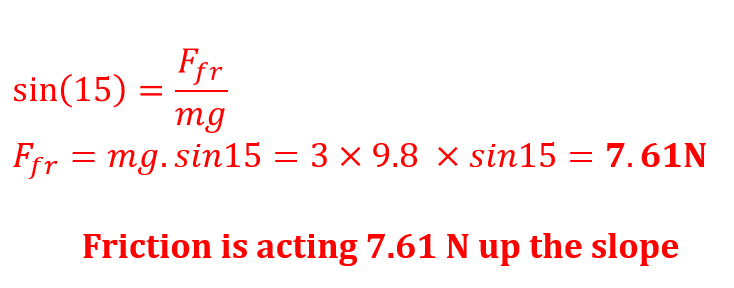 sin(15) = F_fr / mg
F_fr = mg. sin15 = 3 × 9.8 × sin15 = 7.61N
Friction is acting 7.61 N up the slope